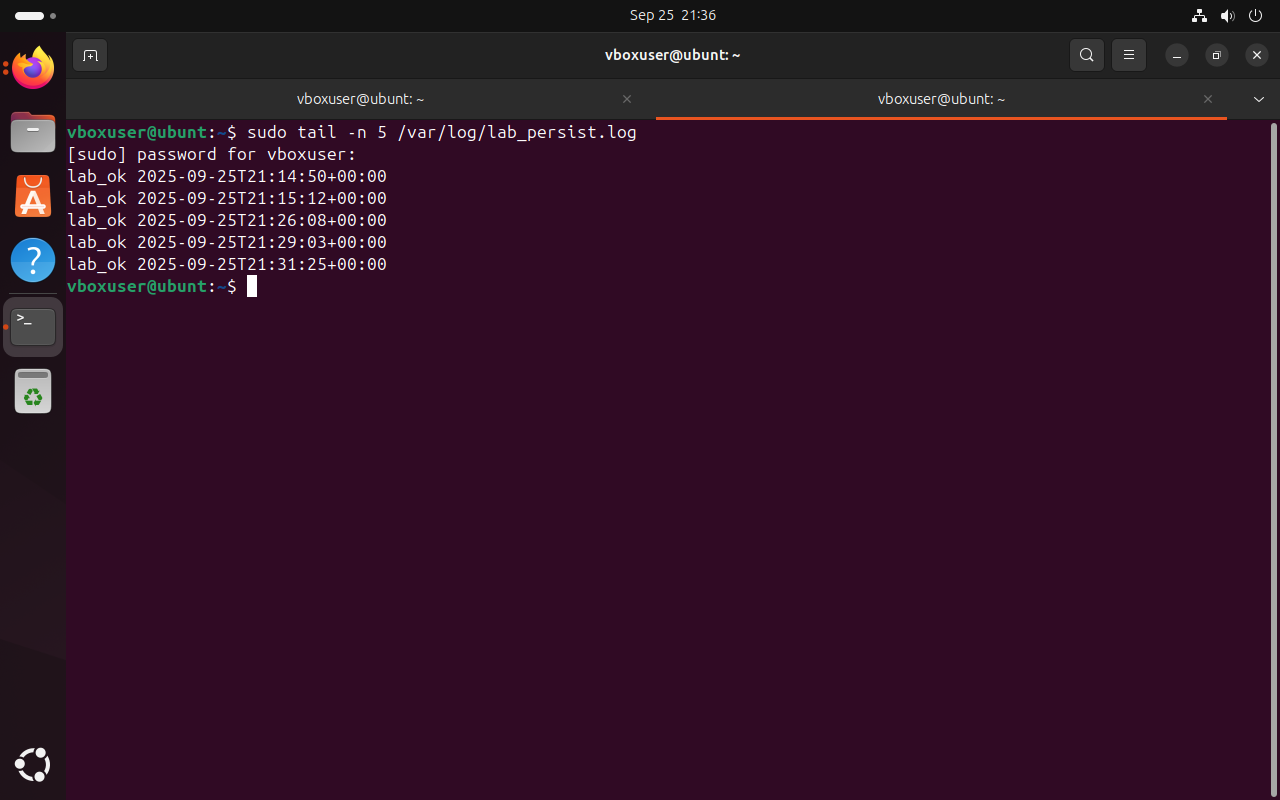 Sep 25 21:36
vboxuser@ubunt: ~
vboxuser@ubunt: ~
vboxuser@ubunt: ~
vboxuser@ubunt:~$ sudo tail -n 5 /var/log/lab_persist.log
[sudo] password for vboxuser:
lab_ok 2025-09-25T21:14:50+00:00
lab_ok 2025-09-25T21:15:12+00:00
lab_ok 2025-09-25T21:26:08+00:00
lab_ok 2025-09-25T21:29:03+00:00
lab_ok 2025-09-25T21:31:25+00:00
vboxuser@ubunt:~$